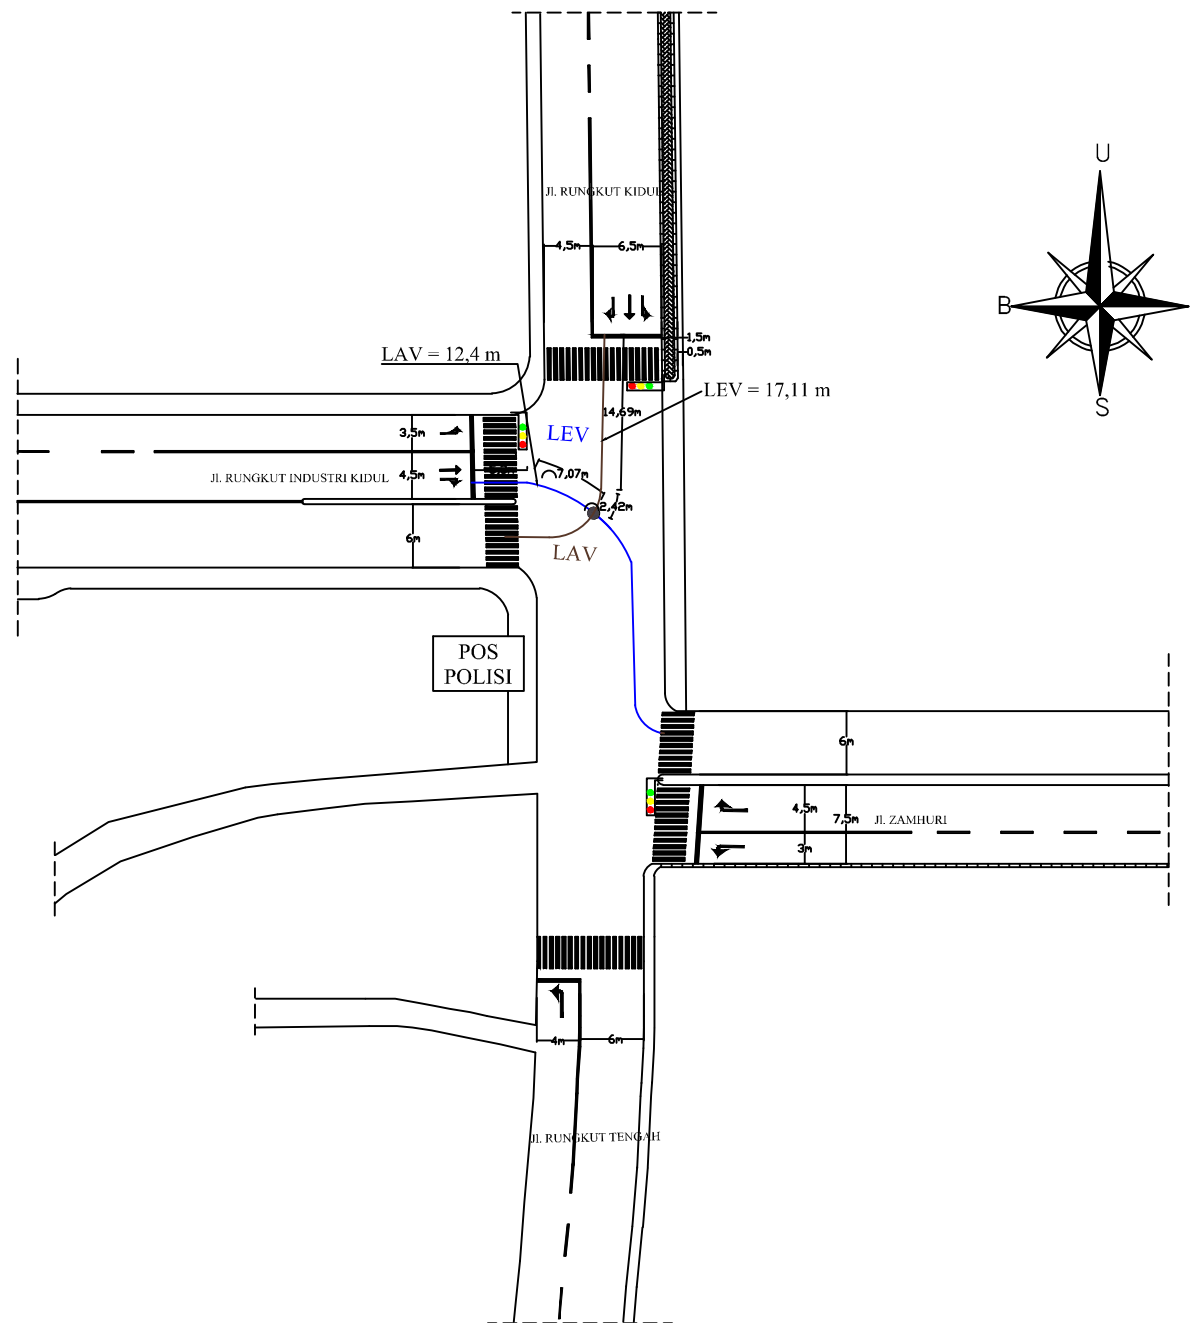 U
Jl. RUNGKUT KIDUL
4,5m
6,5m
B
S
1,5m
0,5m
LAV = 12,4 m
LEV = 17,11 m
14,69m
3,5m
LEV
4,5m
JL. RUNGKUT INDUSTRI KIDUL
7,07m
2,42m
6m
LAV
POS
POLISI
6m
4,5m
7,5m
Jl. ZAMHURI
3m
4m
6m
Jl. RUNGKUT TENGAH